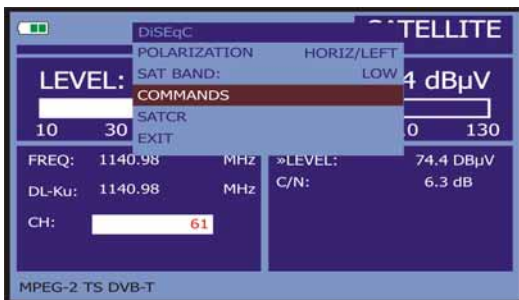 DiSEqC
POLARIZATION HORIZ/LEFT
SAT BAND: LOW
COMMANDS
SATCR
EXIT
TELLITE
LEVEL: 4 dBµV
10 30 0 130
FREQ: 1140.98 MHz
DL-Ku: 1140.98 MHz
CH: 61
»LEVEL: 74.4 dBµV
C/N: 6.3 dB
MPEG-2 TS DVB-T